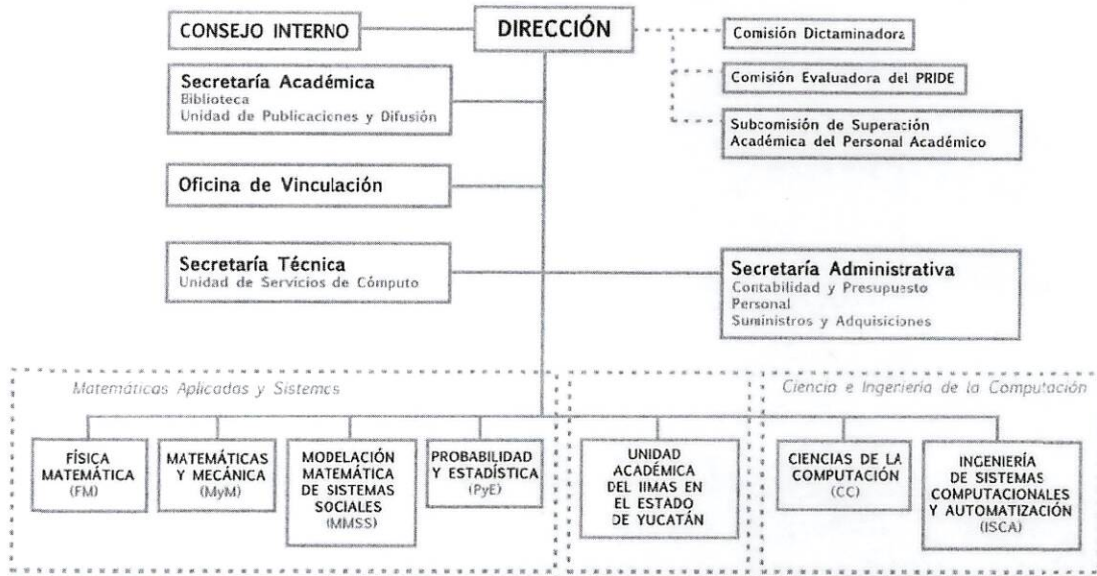 CONSEJO INTERNO
DIRECCIÓN
Comisión Dictaminadora
Comisión Evaluadora del PRIDE
Subcomisión de Superación
Académica del Personal Académico
Secretaría Académica
Biblioteca
Unidad de Publicaciones y Difusión
Oficina de Vinculación
Secretaría Técnica
Unidad de Servicios de Cómputo
Secretaría Administrativa
Contabilidad y Presupuesto
Personal
Suministros y Adquisiciones
Matemáticas Aplicadas y Sistemas
FÍSICA
MATEMÁTICA
(FM)
MATEMÁTICAS
Y MECÁNICA
(MyM)
MODELACIÓN
MATEMÁTICA
DE SISTEMAS
SOCIALES
(MMSS)
PROBABILIDAD
Y ESTADÍSTICA
(PyE)
UNIDAD
ACADÉMICA
DEL IIMAS EN
EL ESTADO
DE YUCATÁN
Ciencia e Ingeniería de la Computación
CIENCIAS DE LA
COMPUTACIÓN
(CC)
INGENIERÍA
DE SISTEMAS
COMPUTACIONALES
Y AUTOMATIZACIÓN
(ISCA)